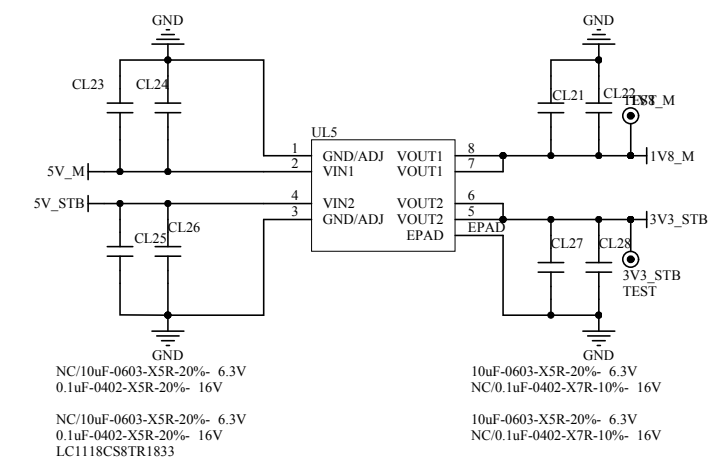 GND
GND
CL23
CL24
CL21
CL22
TEST
1V8_M
UL5
1
GND/ADJ
VOUT1
8
2
VIN1
VOUT1
7
5V_M
1V8_M
5V_STB
4
VIN2
VOUT2
6
3
GND/ADJ
VOUT2
5
3V3_STB
EPAD
EPAD
CL25
CL26
CL27
CL28
3V3_STB
TEST
GND
GND
NC/10uF-0603-X5R-20%- 6.3V
0.1uF-0402-X5R-20%- 16V
10uF-0603-X5R-20%- 6.3V
NC/0.1uF-0402-X7R-10%- 16V
NC/10uF-0603-X5R-20%- 6.3V
0.1uF-0402-X5R-20%- 16V
LC1118CS8TR1833
10uF-0603-X5R-20%- 6.3V
NC/0.1uF-0402-X7R-10%- 16V